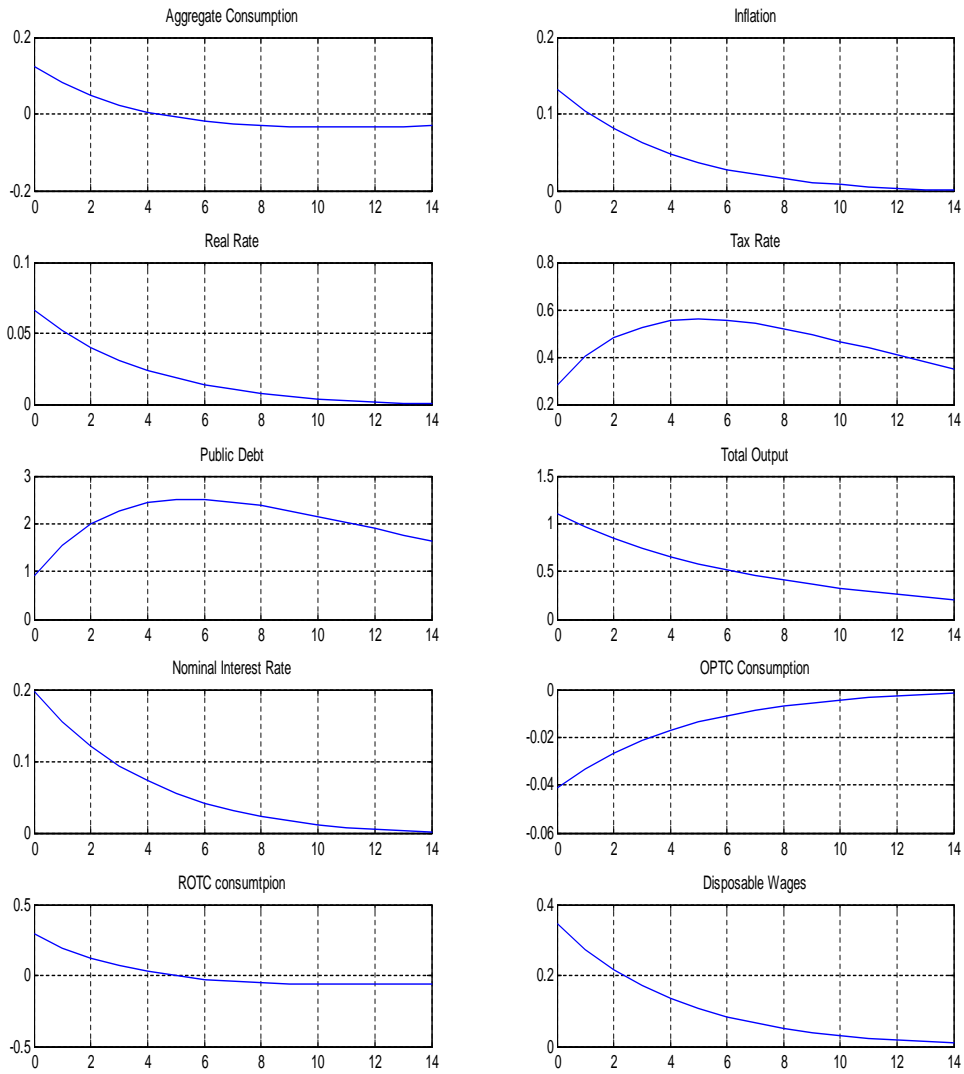 Aggregate Consumption
0.2
0
-0.2
0 2 4 6 8 10 12 14
Inflation
0.2
0.1
0
0 2 4 6 8 10 12 14
Real Rate
0.1
0.05
0
0 2 4 6 8 10 12 14
Tax Rate
0.8
0.6
0.4
0.2
0 2 4 6 8 10 12 14
Public Debt
3
2
1
0
0 2 4 6 8 10 12 14
Total Output
1.5
1
0.5
0
0 2 4 6 8 10 12 14
Nominal Interest Rate
0.2
0.1
0
0 2 4 6 8 10 12 14
OPTC Consumption
0
-0.02
-0.04
-0.06
0 2 4 6 8 10 12 14
ROTC consumtpion
0.5
0
-0.5
0 2 4 6 8 10 12 14
Disposable Wages
0.4
0.2
0
0 2 4 6 8 10 12 14